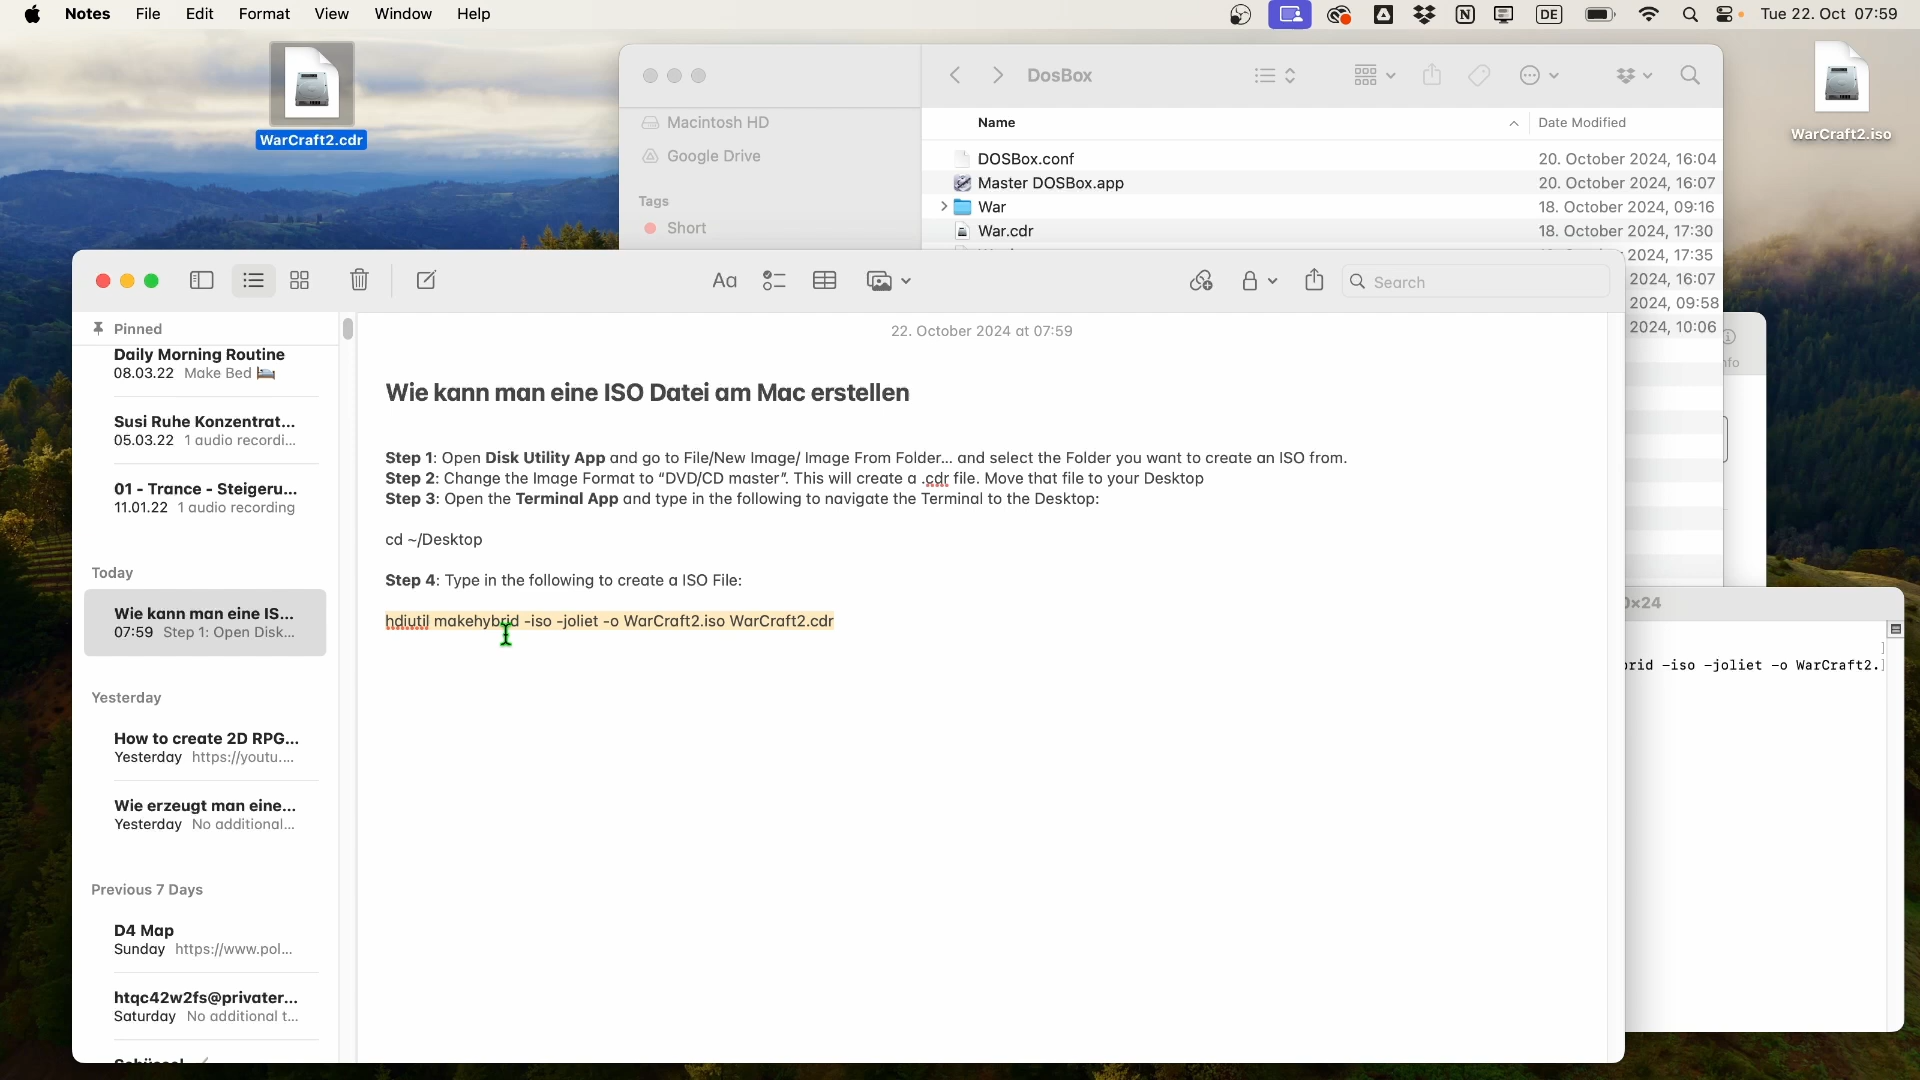 Notes File Edit Format View Window Help
DE
Tue 22. Oct 07:59
WarCraft2.cdr
WarCraft2.iso
DosBox
Macintosh HD
Google Drive
Tags
Short
Name
Date Modified
DOSBox.conf 20. October 2024, 16:04
Master DOSBox.app 20. October 2024, 16:07
War 18. October 2024, 09:16
War.cdr 18. October 2024, 17:30
2024, 17:35
2024, 16:07
2024, 09:58
2024, 10:06
Search
Pinned
Daily Morning Routine
08.03.22 Make Bed
Susi Ruhe Konzentrat...
05.03.22 1 audio recordi...
01 - Trance - Steigeru...
11.01.22 1 audio recording
Today
Wie kann man eine IS...
07:59 Step 1: Open Disk...
Yesterday
How to create 2D RPG...
Yesterday https://youtu....
Wie erzeugt man eine...
Yesterday No additional...
Previous 7 Days
D4 Map
Sunday https://www.pol...
htqc42w2fs@privater...
Saturday No additional t...
22. October 2024 at 07:59
Wie kann man eine ISO Datei am Mac erstellen
Step 1: Open Disk Utility App and go to File/New Image/ Image From Folder... and select the Folder you want to create an ISO from.
Step 2: Change the Image Format to “DVD/CD master”. This will create a .cdr file. Move that file to your Desktop
Step 3: Open the Terminal App and type in the following to navigate the Terminal to the Desktop:
cd ~/Desktop
Step 4: Type in the following to create a ISO File:
hdiutil makehybrid -iso -joliet -o WarCraft2.iso WarCraft2.cdr
nfo
0×24
brid -iso -joliet -o WarCraft2.